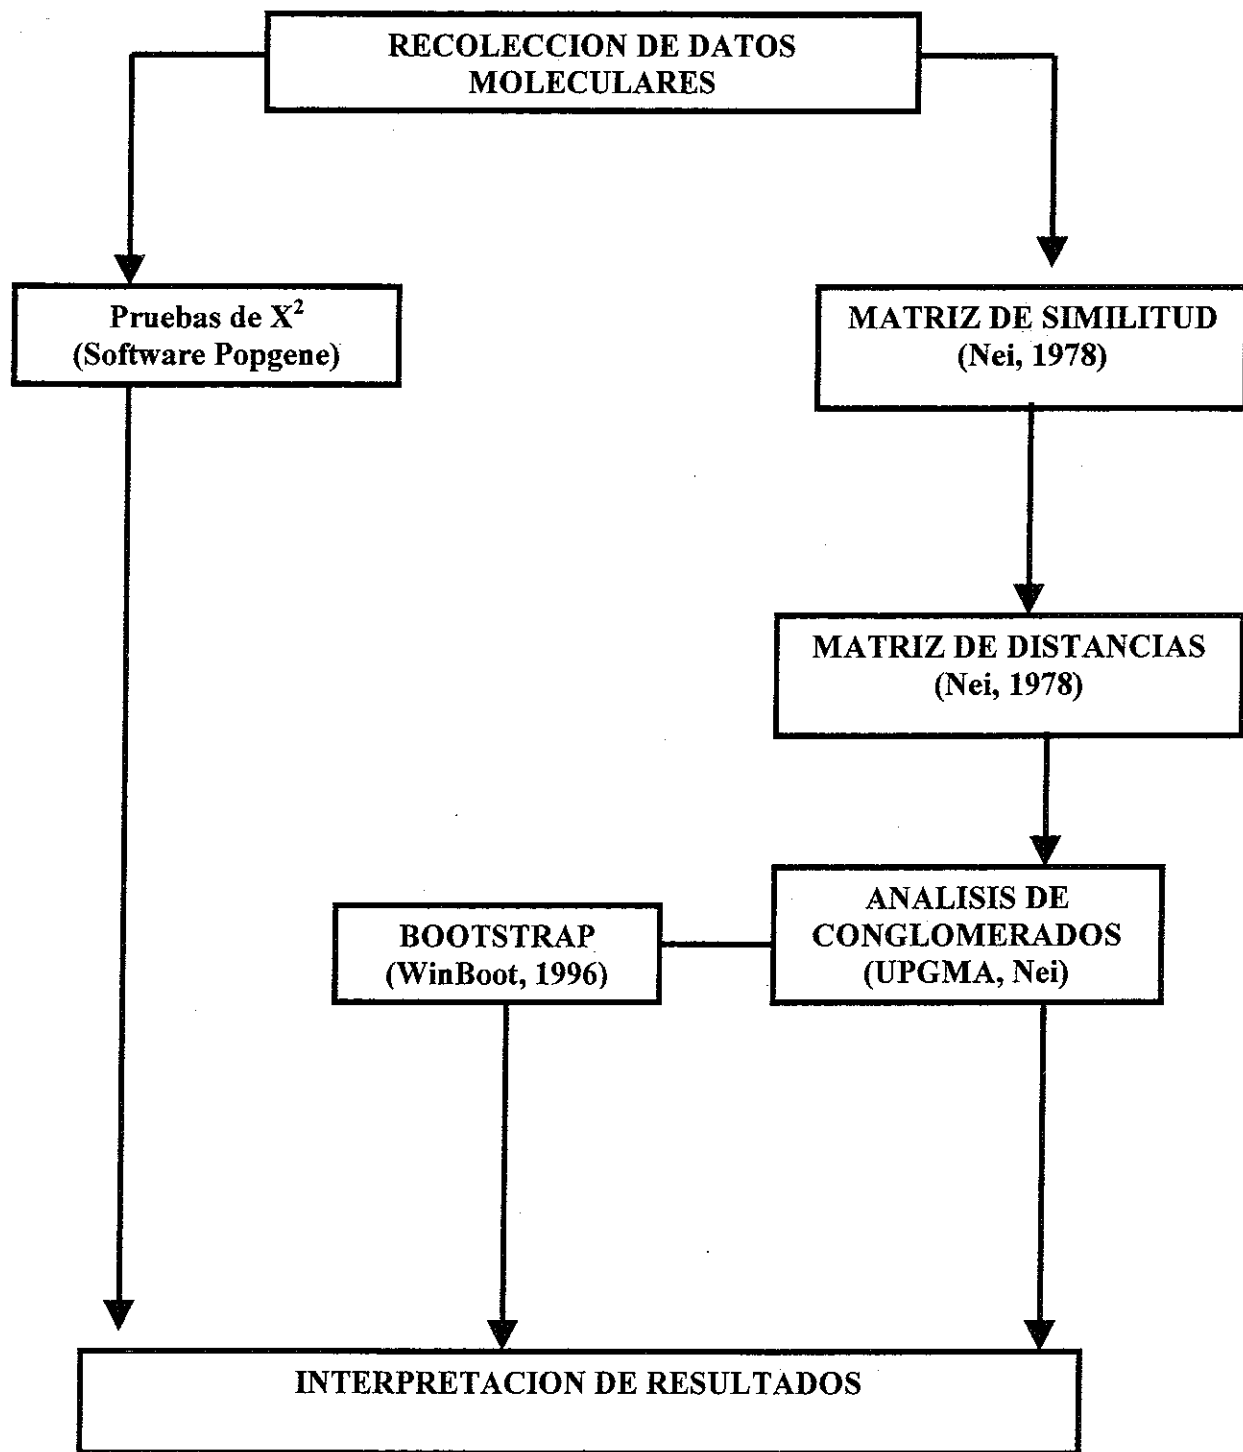 RECOLECCION DE DATOS
MOLECULARES
Pruebas de X²
(Software Popgene)
MATRIZ DE SIMILITUD
(Nei, 1978)
MATRIZ DE DISTANCIAS
(Nei, 1978)
ANALISIS DE
CONGLOMERADOS
(UPGMA, Nei)
BOOTSTRAP
(WinBoot, 1996)
INTERPRETACION DE RESULTADOS